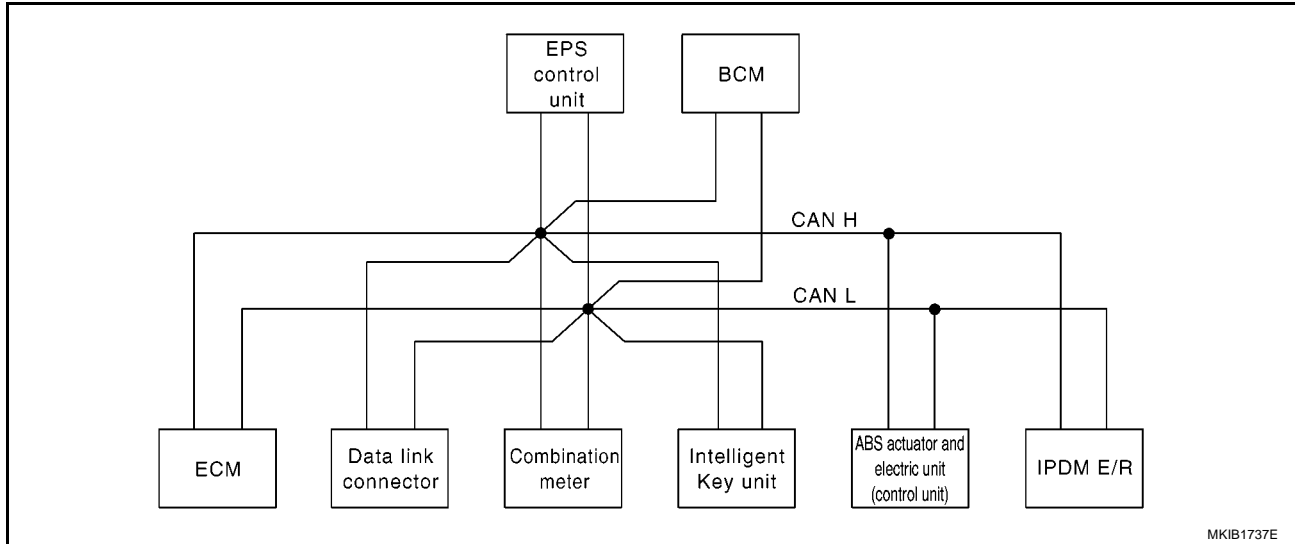 EPS
control
unit
BCM
CAN H
CAN L
ECM
Data link
connector
Combination
meter
Intelligent
Key unit
ABS actuator and
electric unit
(control unit)
IPDM E/R
MKIB1737E